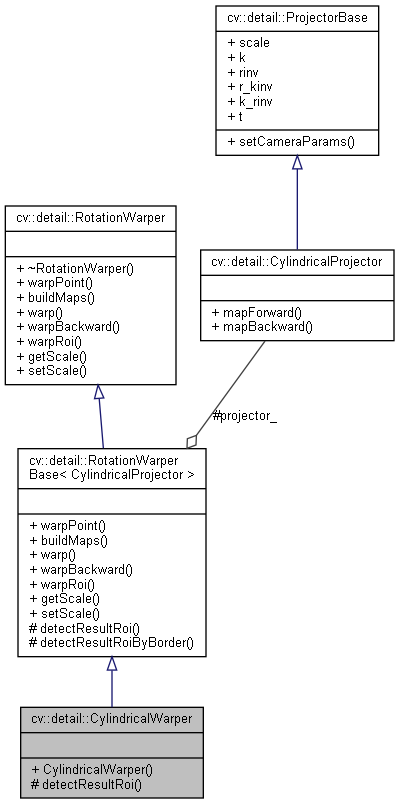 cv::detail::ProjectorBase
+ scale
+ k
+ rinv
+ r_kinv
+ k_rinv
+ t
+ setCameraParams()
cv::detail::RotationWarper
+ ~RotationWarper()
+ warpPoint()
+ buildMaps()
+ warp()
+ warpBackward()
+ warpRoi()
+ getScale()
+ setScale()
cv::detail::CylindricalProjector
+ mapForward()
+ mapBackward()
#projector_
cv::detail::RotationWarper
Base< CylindricalProjector >
+ warpPoint()
+ buildMaps()
+ warp()
+ warpBackward()
+ warpRoi()
+ getScale()
+ setScale()
# detectResultRoi()
# detectResultRoiByBorder()
cv::detail::CylindricalWarper
+ CylindricalWarper()
# detectResultRoi()